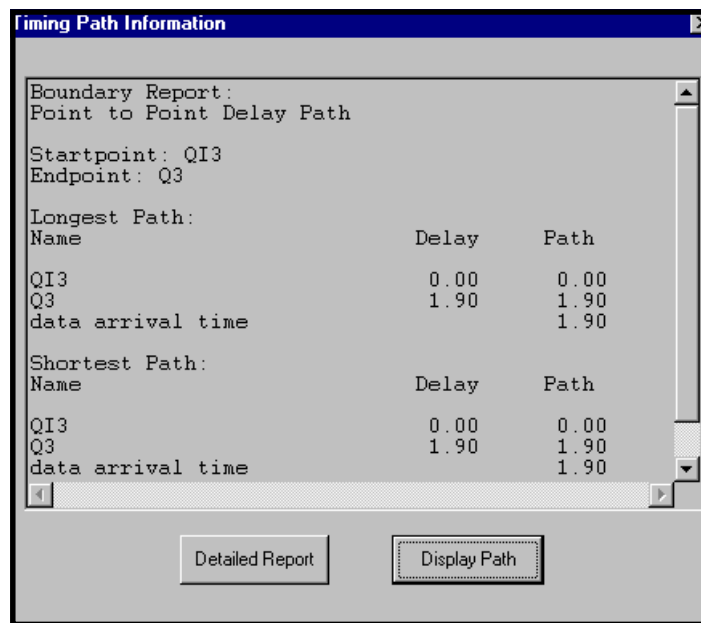 Timing Path Information
Boundary Report:
Point to Point Delay Path
Startpoint: QI3
Endpoint: Q3
Longest Path:
Name Delay Path
QI3 0.00 0.00
Q3 1.90 1.90
data arrival time 1.90
Shortest Path:
Name Delay Path
QI3 0.00 0.00
Q3 1.90 1.90
data arrival time 1.90
Detailed Report Display Path